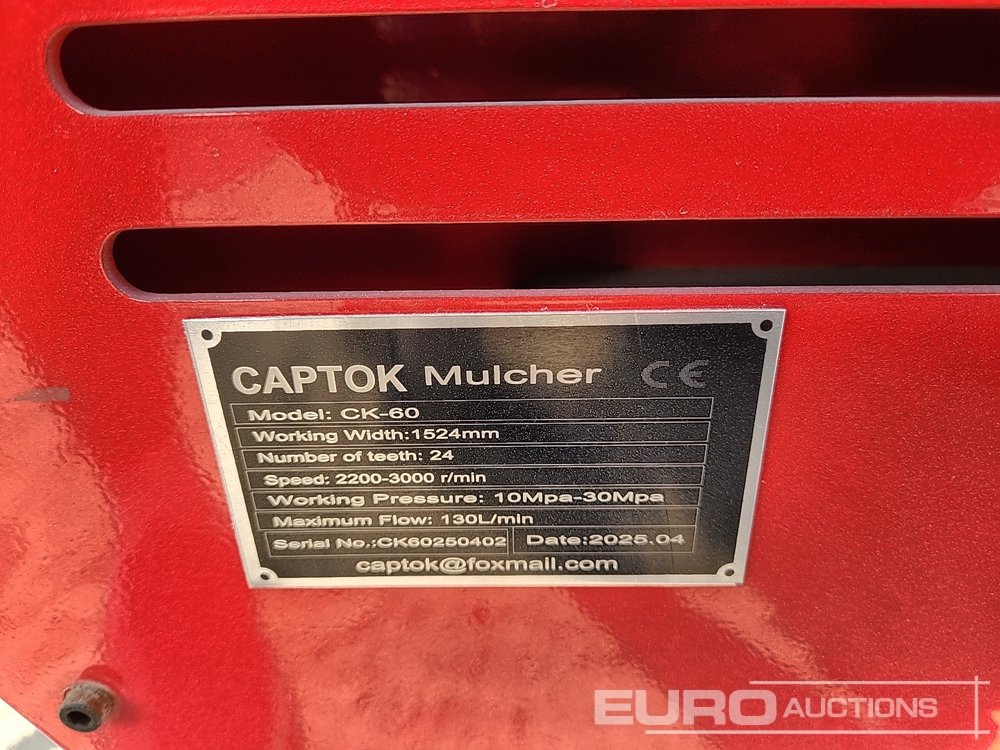 CAPTOK Mulcher CE
Model: CK-60
Working Width:1524mm
Number of teeth: 24
Speed: 2200-3000 r/min
Working Pressure: 10Mpa-30Mpa
Maximum Flow: 130L/min
Serial No.:CK60250402 Date:2025.04
captok@foxmail.com
EURO AUCTIONS